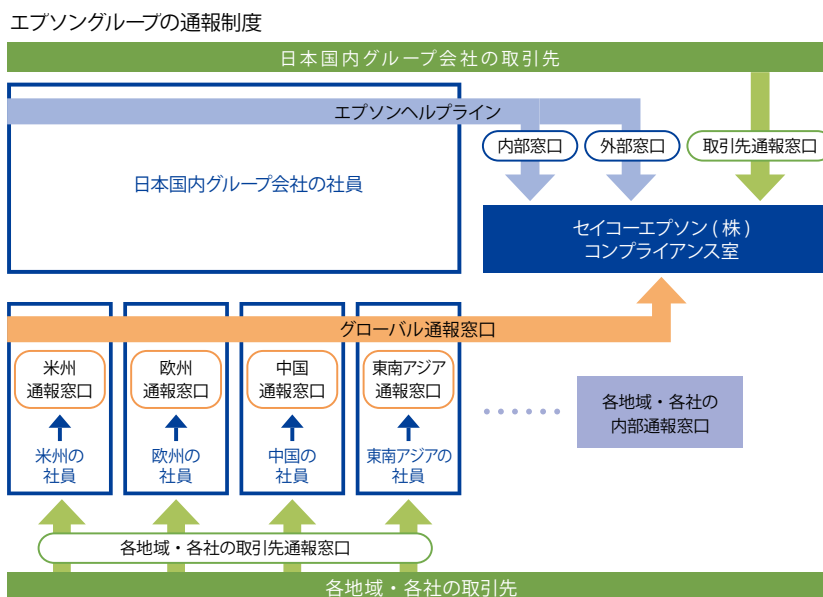 エプソングループの通報制度
日本国内グループ会社の取引先
エプソンヘルプライン
内部窓口
外部窓口
取引先通報窓口
日本国内グループ会社の社員
セイコーエプソン(株)
コンプライアンス室
グローバル通報窓口
米州
通報窓口
欧州
通報窓口
中国
通報窓口
東南アジア
通報窓口
各地域・各社の
内部通報窓口
米州の
社員
欧州の
社員
中国の
社員
東南アジアの
社員
各地域・各社の取引先通報窓口
各地域・各社の取引先